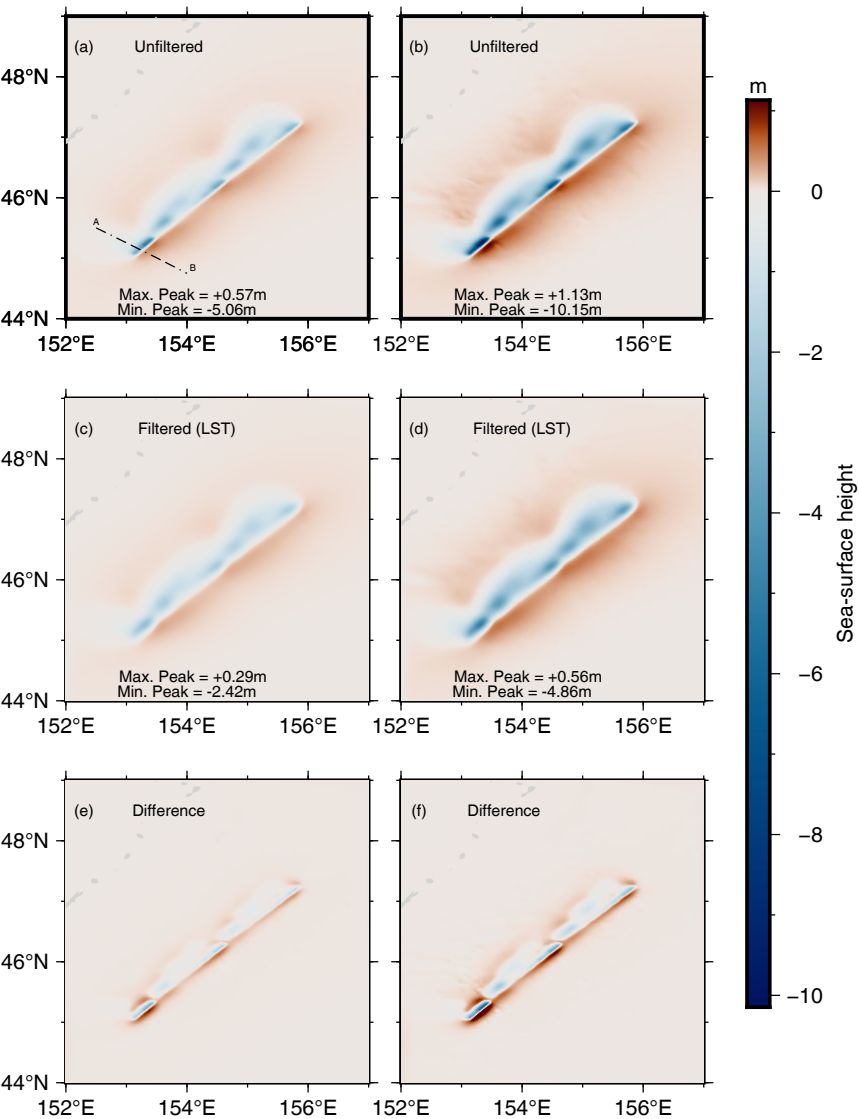 (a) Unfiltered
(b) Unfiltered
m
48°N
46°N
44°N
A
B
Max. Peak = +0.57m
Min. Peak = -5.06m
Max. Peak = +1.13m
Min. Peak = -10.15m
152°E 154°E 156°E
152°E 154°E 156°E
(c) Filtered (LST)
(d) Filtered (LST)
48°N
46°N
44°N
Max. Peak = +0.29m
Min. Peak = -2.42m
Max. Peak = +0.56m
Min. Peak = -4.86m
152°E 154°E 156°E
152°E 154°E 156°E
(e) Difference
(f) Difference
48°N
46°N
44°N
152°E 154°E 156°E
152°E 154°E 156°E
0
−2
−4
−6
−8
−10
Sea-surface height